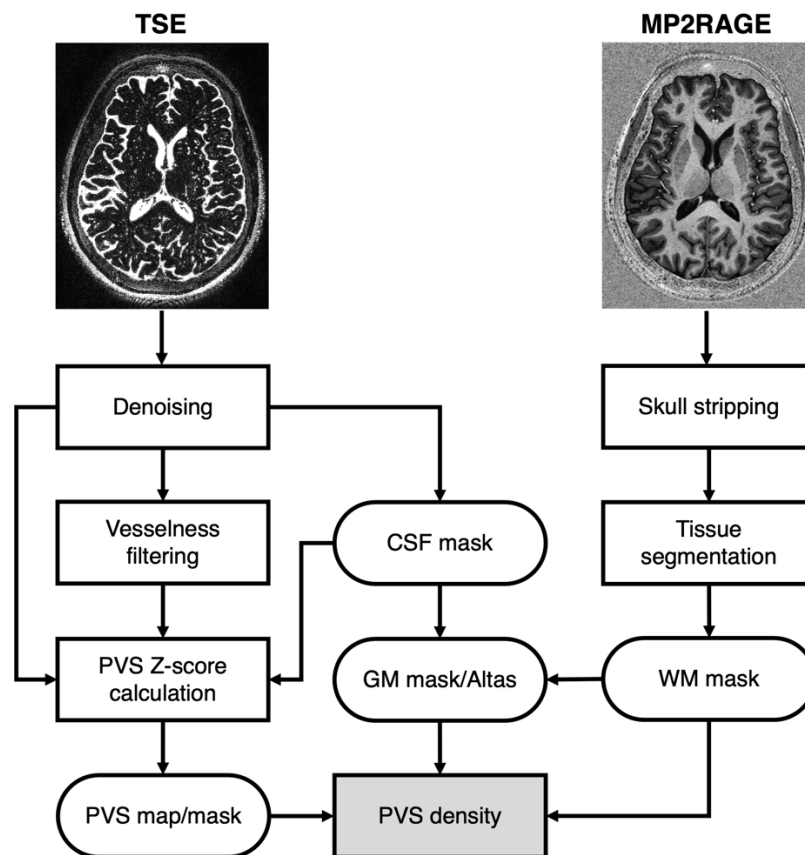 TSE
MP2RAGE
Denoising
Skull stripping
Vesselness
filtering
CSF mask
Tissue
segmentation
PVS Z-score
calculation
GM mask/Altas
WM mask
PVS map/mask
PVS density